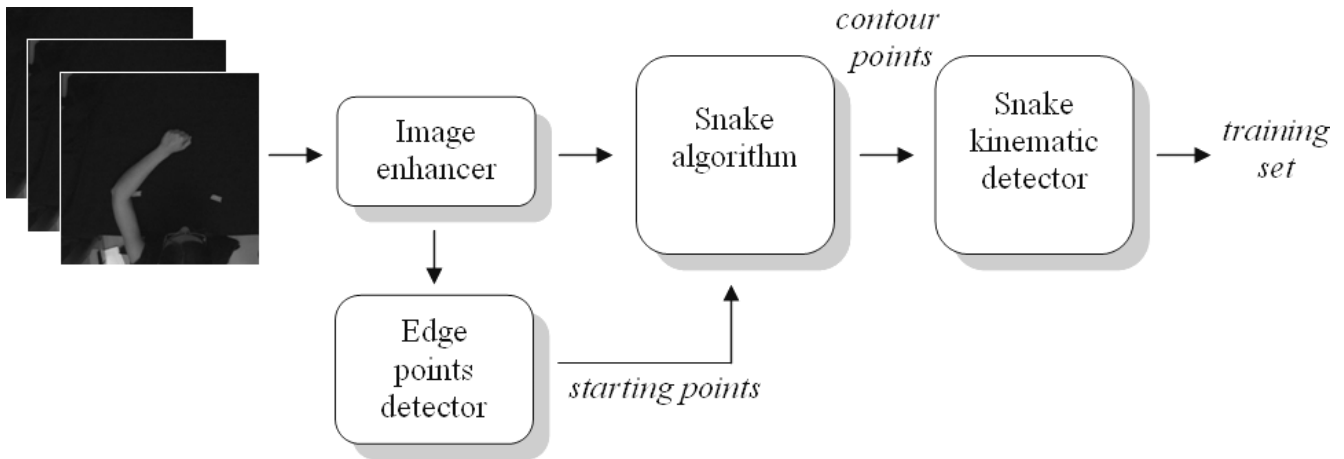 contour
points
Image
enhancer
Snake
algorithm
Snake
kinematic
detector
training
set
Edge
points
detector
starting points